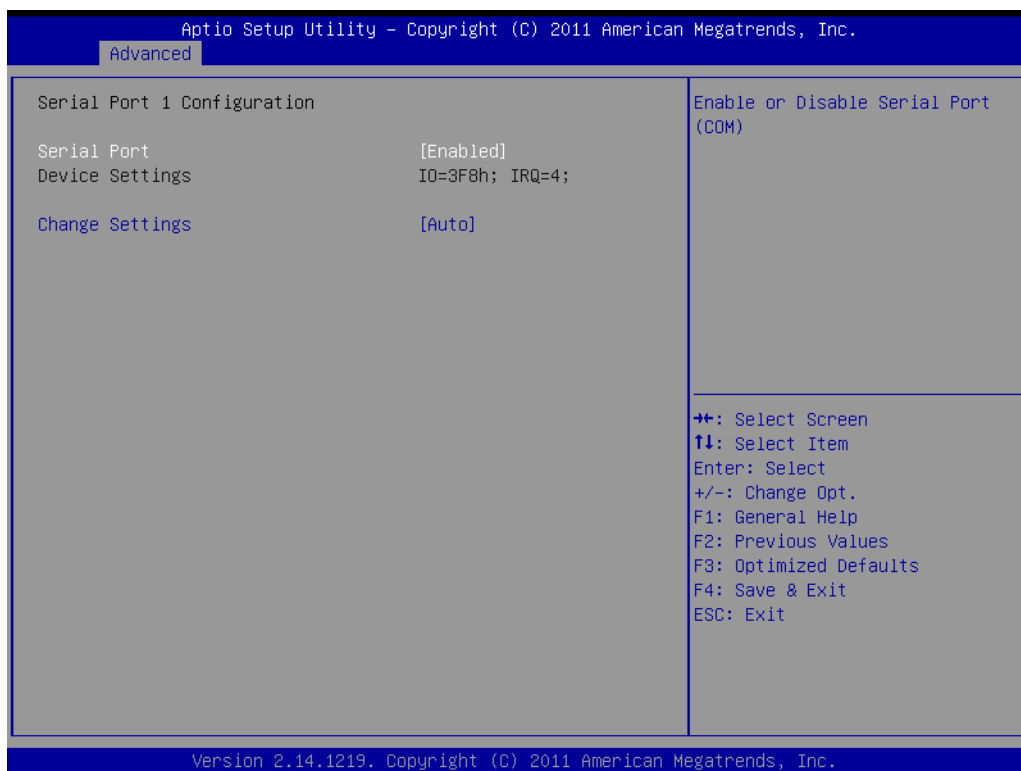 Aptio Setup Utility – Copyright (C) 2011 American Megatrends, Inc.
Advanced
Serial Port 1 Configuration
Serial Port [Enabled]
Device Settings IO=3F8h; IRQ=4;
Change Settings [Auto]
Enable or Disable Serial Port
(COM)
→←: Select Screen
↑↓: Select Item
Enter: Select
+/-: Change Opt.
F1: General Help
F2: Previous Values
F3: Optimized Defaults
F4: Save & Exit
ESC: Exit
Version 2.14.1219. Copyright (C) 2011 American Megatrends, Inc.